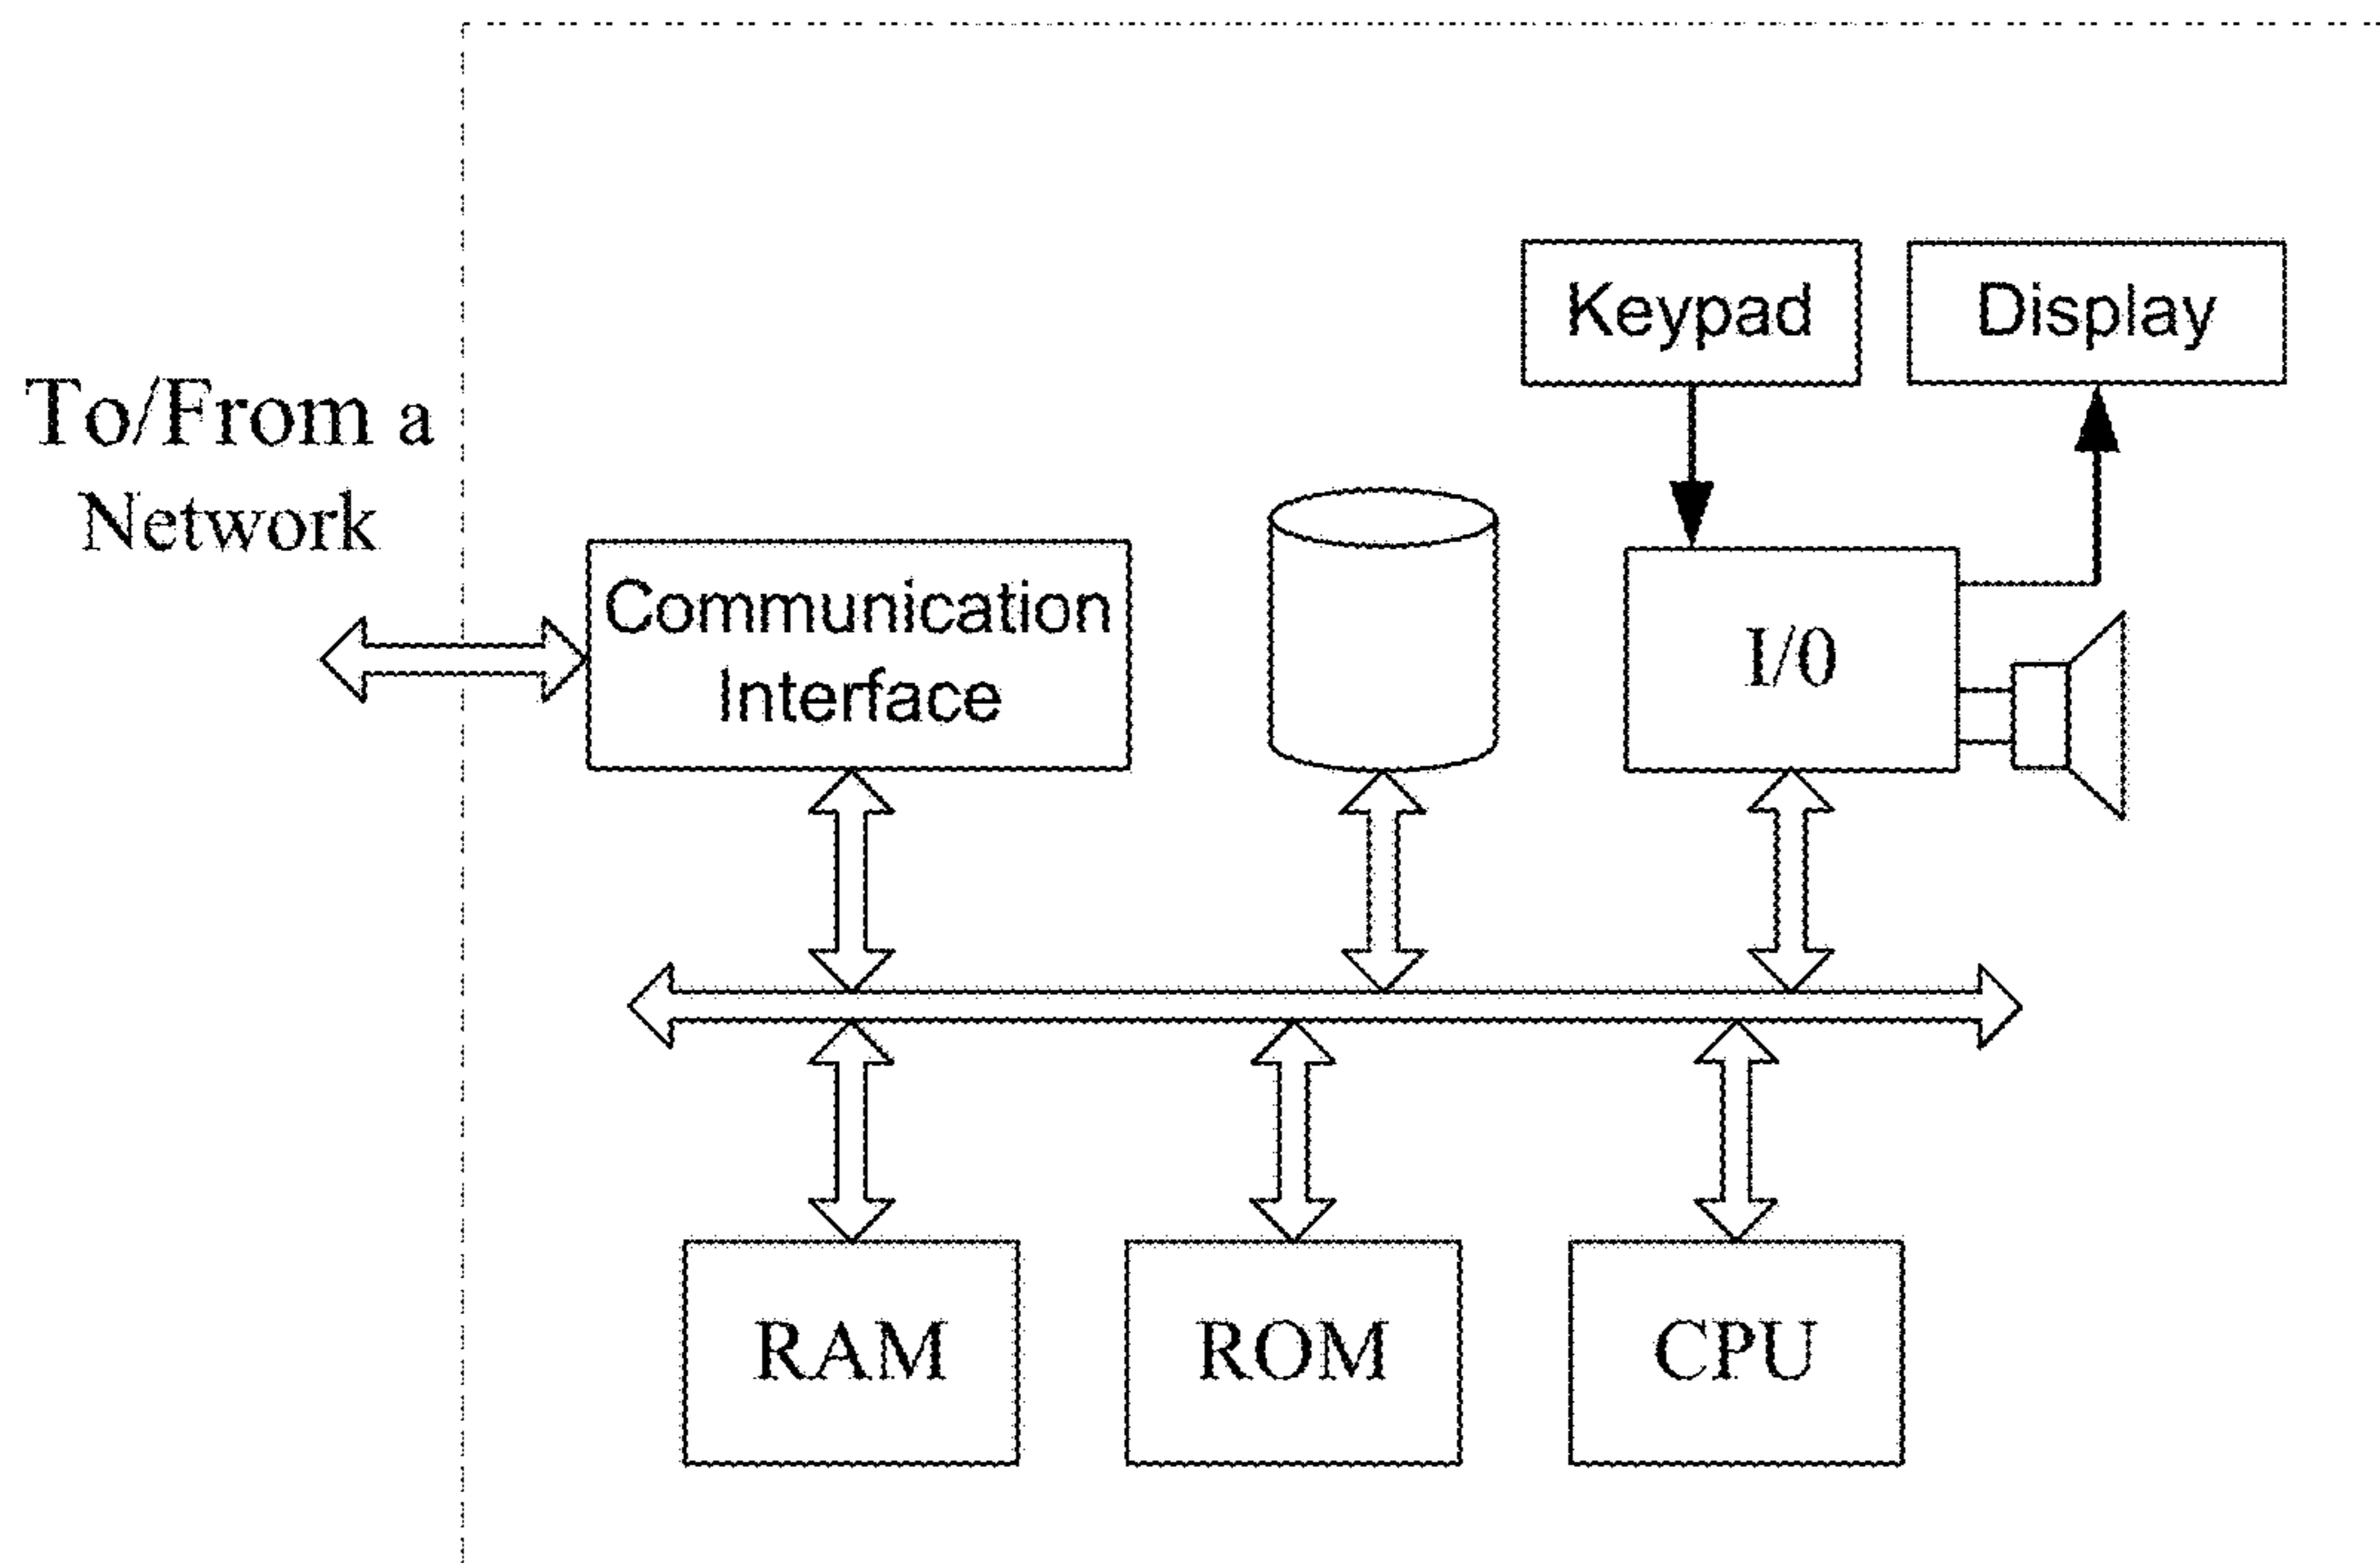 Keypad
Display
To/From a
Network
Communication
Interface
I/0
RAM
ROM
CPU